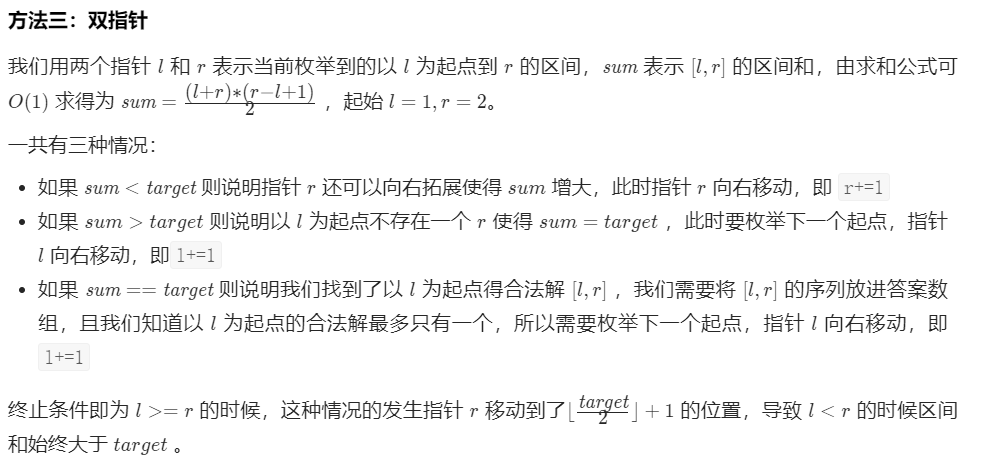 方法三：双指针
我们用两个指针 l 和 r 表示当前枚举到的以 l 为起点到 r 的区间，sum 表示 [l, r] 的区间和，由求和公式可
O(1) 求得为 sum = \frac{(l+r)*(r-l+1)}{2} ，起始 l = 1, r = 2。
一共有三种情况：
• 如果 sum < target 则说明指针 r 还可以向右拓展使得 sum 增大，此时指针 r 向右移动，即 r+=1
• 如果 sum > target 则说明以 l 为起点不存在一个 r 使得 sum = target ，此时要枚举下一个起点，指针
l 向右移动，即 l+=1
• 如果 sum == target 则说明我们找到了以 l 为起点得合法解 [l, r] ，我们需要将 [l, r] 的序列放进答案数
组，且我们知道以 l 为起点的合法解最多只有一个，所以需要枚举下一个起点，指针 l 向右移动，即
l+=1
终止条件即为 l >= r 的时候，这种情况的发生指针 r 移动到了⌊\frac{target}{2}⌋ + 1 的位置，导致 l < r 的时候区间
和始终大于 target 。